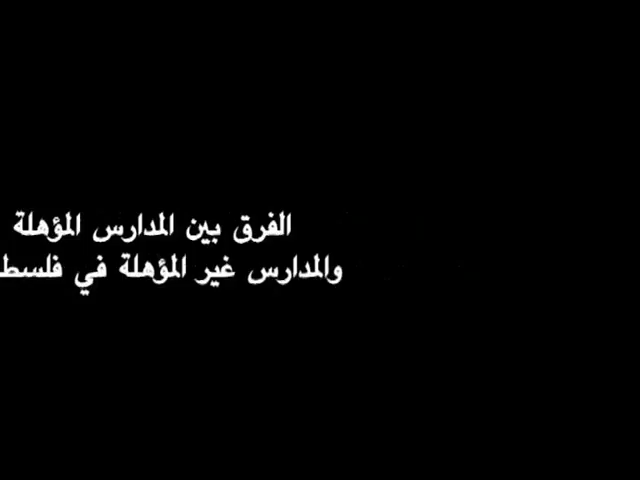 الفرق بين المدارس المؤهلة
والمدارس غير المؤهلة في فلسط